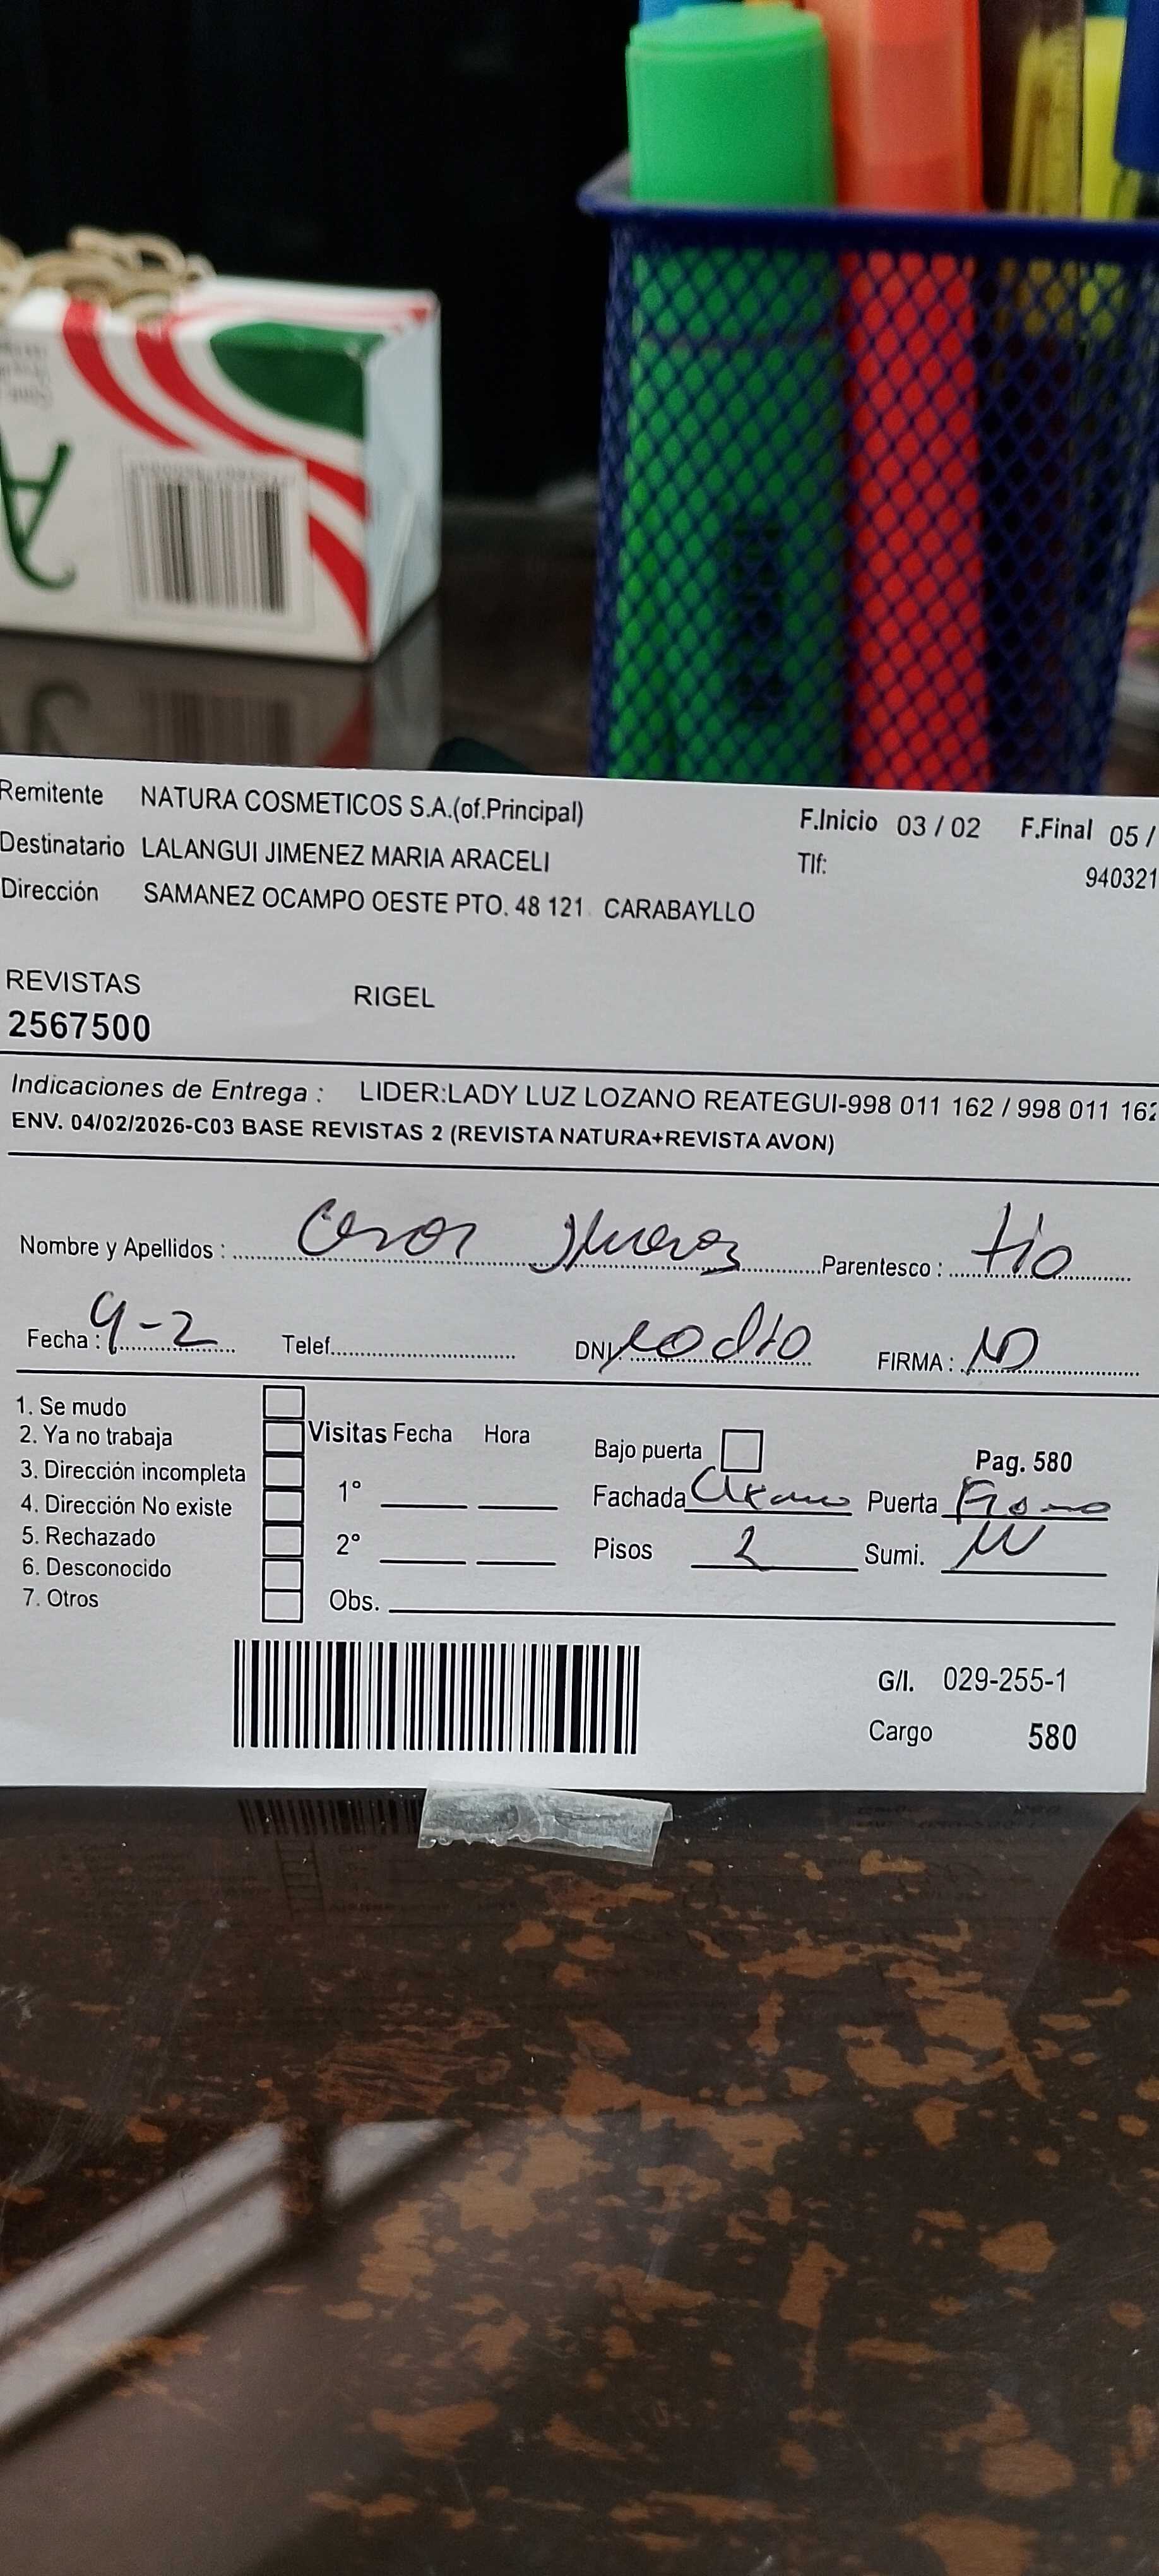 Remitente NATURA COSMETICOS S.A.(of.Principal) F.Inicio 03 / 02 F.Final 05 /
Destinatario LALANGUI JIMENEZ MARIA ARACELI Tlf: 940321
Dirección SAMANEZ OCAMPO OESTE PTO. 48 121 CARABAYLLO
REVISTAS RIGEL
2567500
Indicaciones de Entrega : LIDER:LADY LUZ LOZANO REATEGUI-998 011 162 / 998 011 162
ENV. 04/02/2026-C03 BASE REVISTAS 2 (REVISTA NATURA+REVISTA AVON)
Nombre y Apellidos : Parentesco : tio
Fecha : 4-2 Telef. DNI. FIRMA :
1. Se mudo
2. Ya no trabaja Visitas Fecha Hora Bajo puerta Pag. 580
3. Dirección incompleta 1° Fachada Puerta
4. Dirección No existe
5. Rechazado 2° Pisos 2 Sumi.
6. Desconocido
7. Otros Obs.
G/I. 029-255-1
Cargo 580